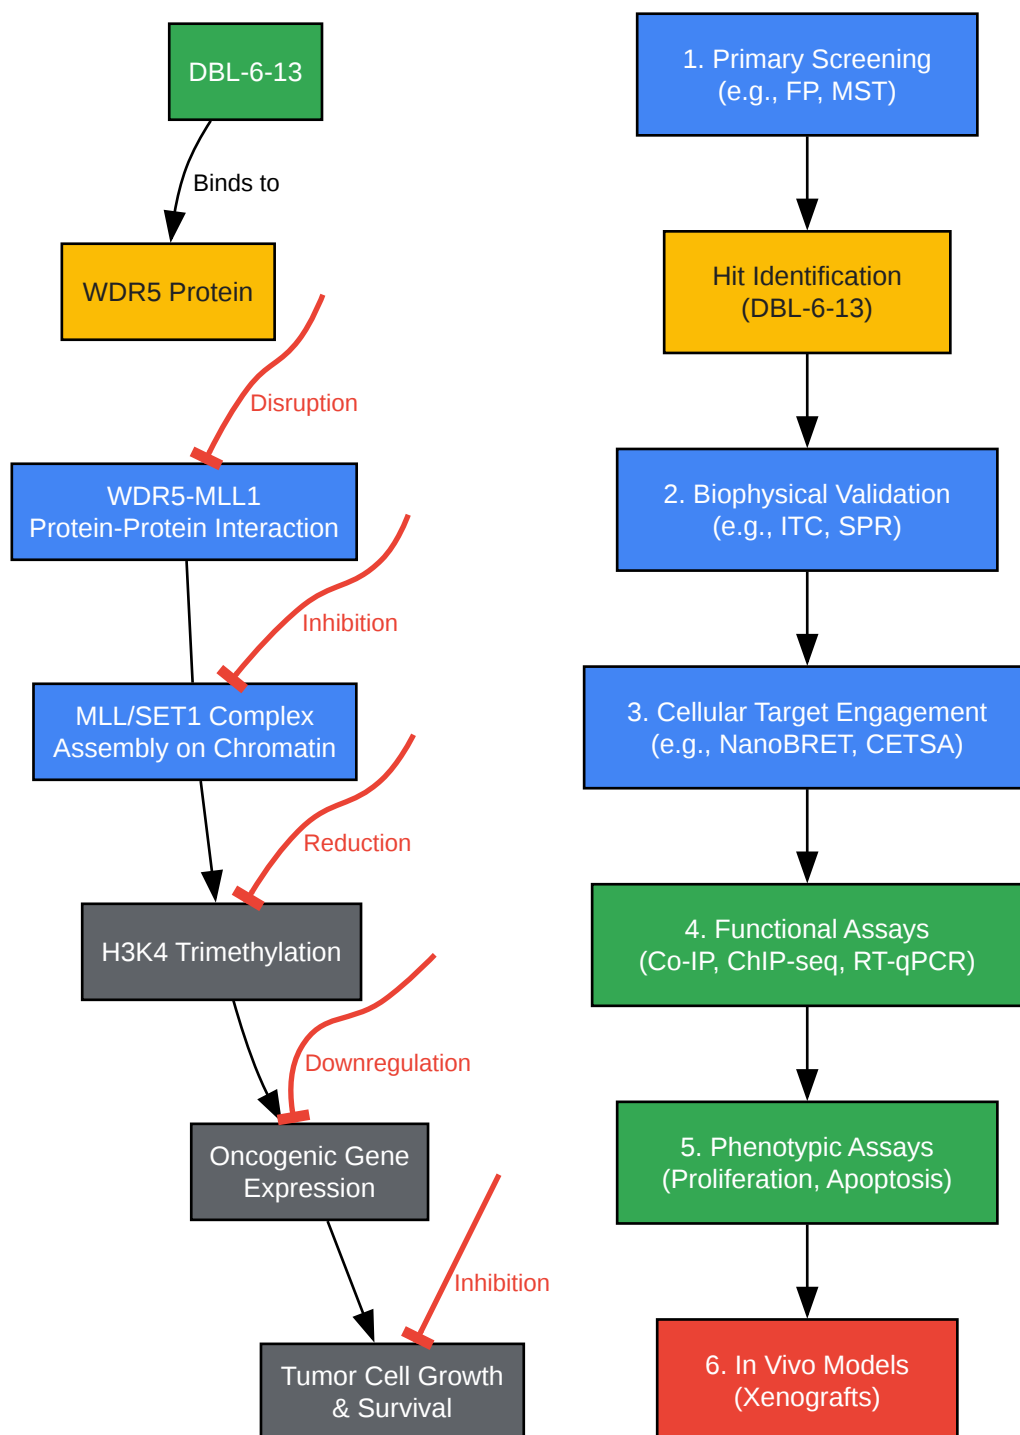 DBL-6-13
Binds to
WDR5 Protein
Disruption
WDR5-MLL1
Protein-Protein Interaction
Inhibition
MLL/SET1 Complex
Assembly on Chromatin
Reduction
H3K4 Trimethylation
Downregulation
Oncogenic Gene
Expression
Inhibition
Tumor Cell Growth
& Survival
1. Primary Screening
(e.g., FP, MST)
Hit Identification
(DBL-6-13)
2. Biophysical Validation
(e.g., ITC, SPR)
3. Cellular Target Engagement
(e.g., NanoBRET, CETSA)
4. Functional Assays
(Co-IP, ChIP-seq, RT-qPCR)
5. Phenotypic Assays
(Proliferation, Apoptosis)
6. In Vivo Models
(Xenografts)